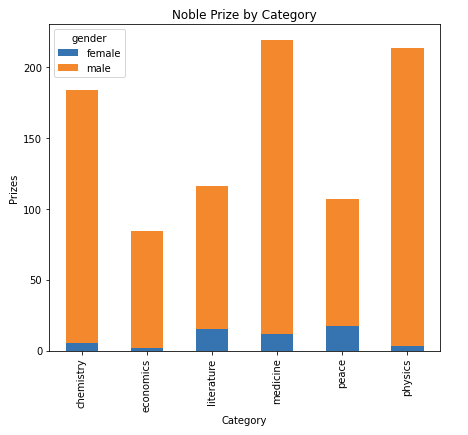 Noble Prize by Category
gender
female
male
Prizes
200
150
100
50
0
chemistry
economics
literature
medicine
peace
physics
Category